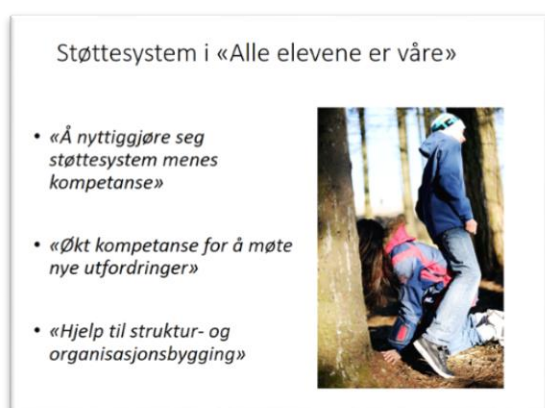 Støttesystem i «Alle elevene er våre»
• «Å nyttiggjøre seg
støttesystem menes
kompetanse»
• «Økt kompetanse for å møte
nye utfordringer»
• «Hjelp til struktur- og
organisasjonsbygging»